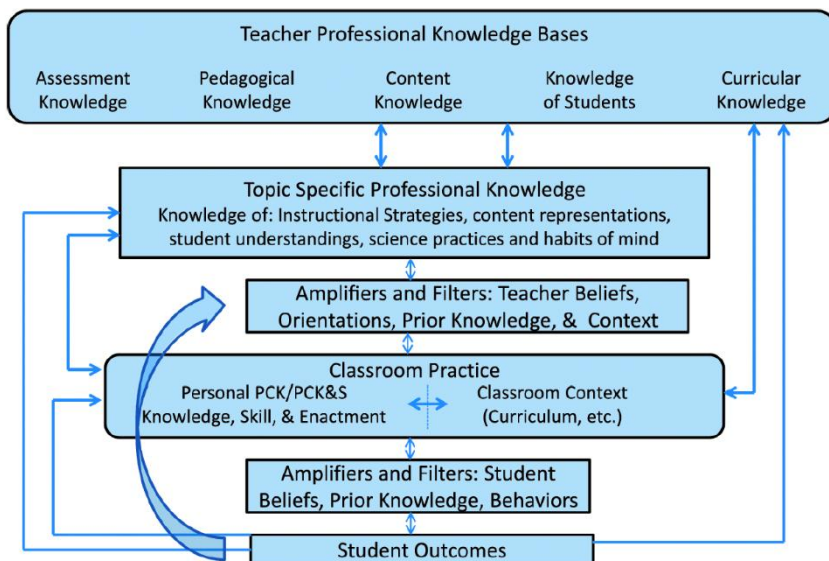 Teacher Professional Knowledge Bases
Assessment Knowledge
Pedagogical Knowledge
Content Knowledge
Knowledge of Students
Curricular Knowledge
Topic Specific Professional Knowledge
Knowledge of: Instructional Strategies, content representations,
student understandings, science practices and habits of mind
Amplifiers and Filters: Teacher Beliefs,
Orientations, Prior Knowledge, & Context
Classroom Practice
Personal PCK/PCK&S
Knowledge, Skill, & Enactment
Classroom Context
(Curriculum, etc.)
Amplifiers and Filters: Student
Beliefs, Prior Knowledge, Behaviors
Student Outcomes